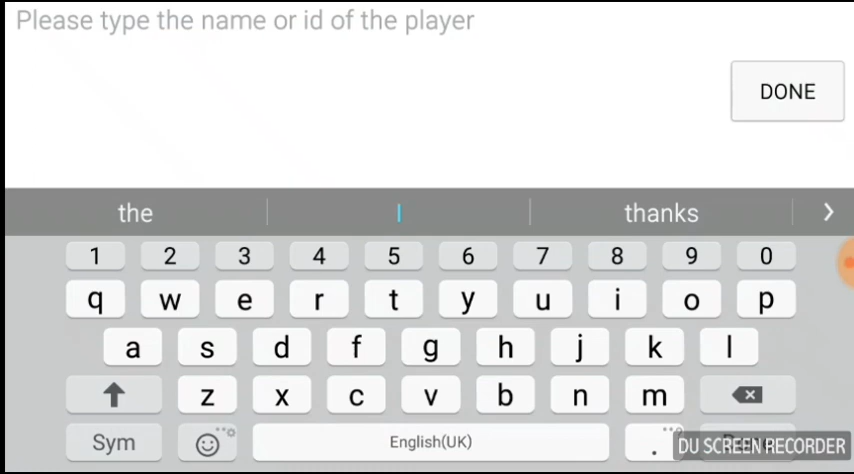 Please type the name or id of the player
DONE
the I thanks
1 2 3 4 5 6 7 8 9 0
q w e r t y u i o p
a s d f g h j k l
z x c v b n m
Sym English(UK) .
DU SCREEN RECORDER